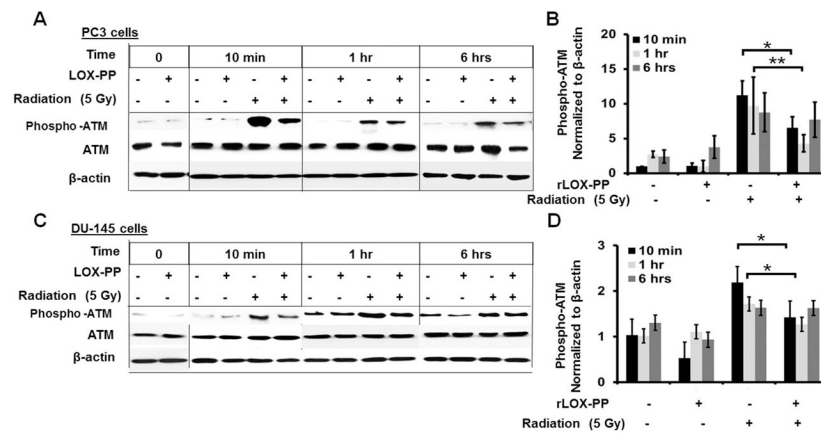 A
PC3 cells
Time 0 10 min 1 hr 6 hrs
LOX-PP - + - + - + - + - + - + - +
Radiation (5 Gy) - - - - + + - - + + - - + +
Phospho-ATM
ATM
β-actin
B
Phospho-ATM
Normalized to β-actin
20
15
10
5
0
10 min
1 hr
6 hrs
*
**
rLOX-PP - + - +
Radiation (5 Gy) - - + +
C
DU-145 cells
Time 0 10 min 1 hr 6 hrs
LOX-PP - + - + - + - + - + - + - +
Radiation (5 Gy) - - - - + + - - + + - - + +
Phospho-ATM
ATM
β-actin
D
Phospho-ATM
Normalized to β-actin
3
2
1
0
10 min
1 hr
6 hrs
*
*
rLOX-PP - + - +
Radiation (5 Gy) - - + +